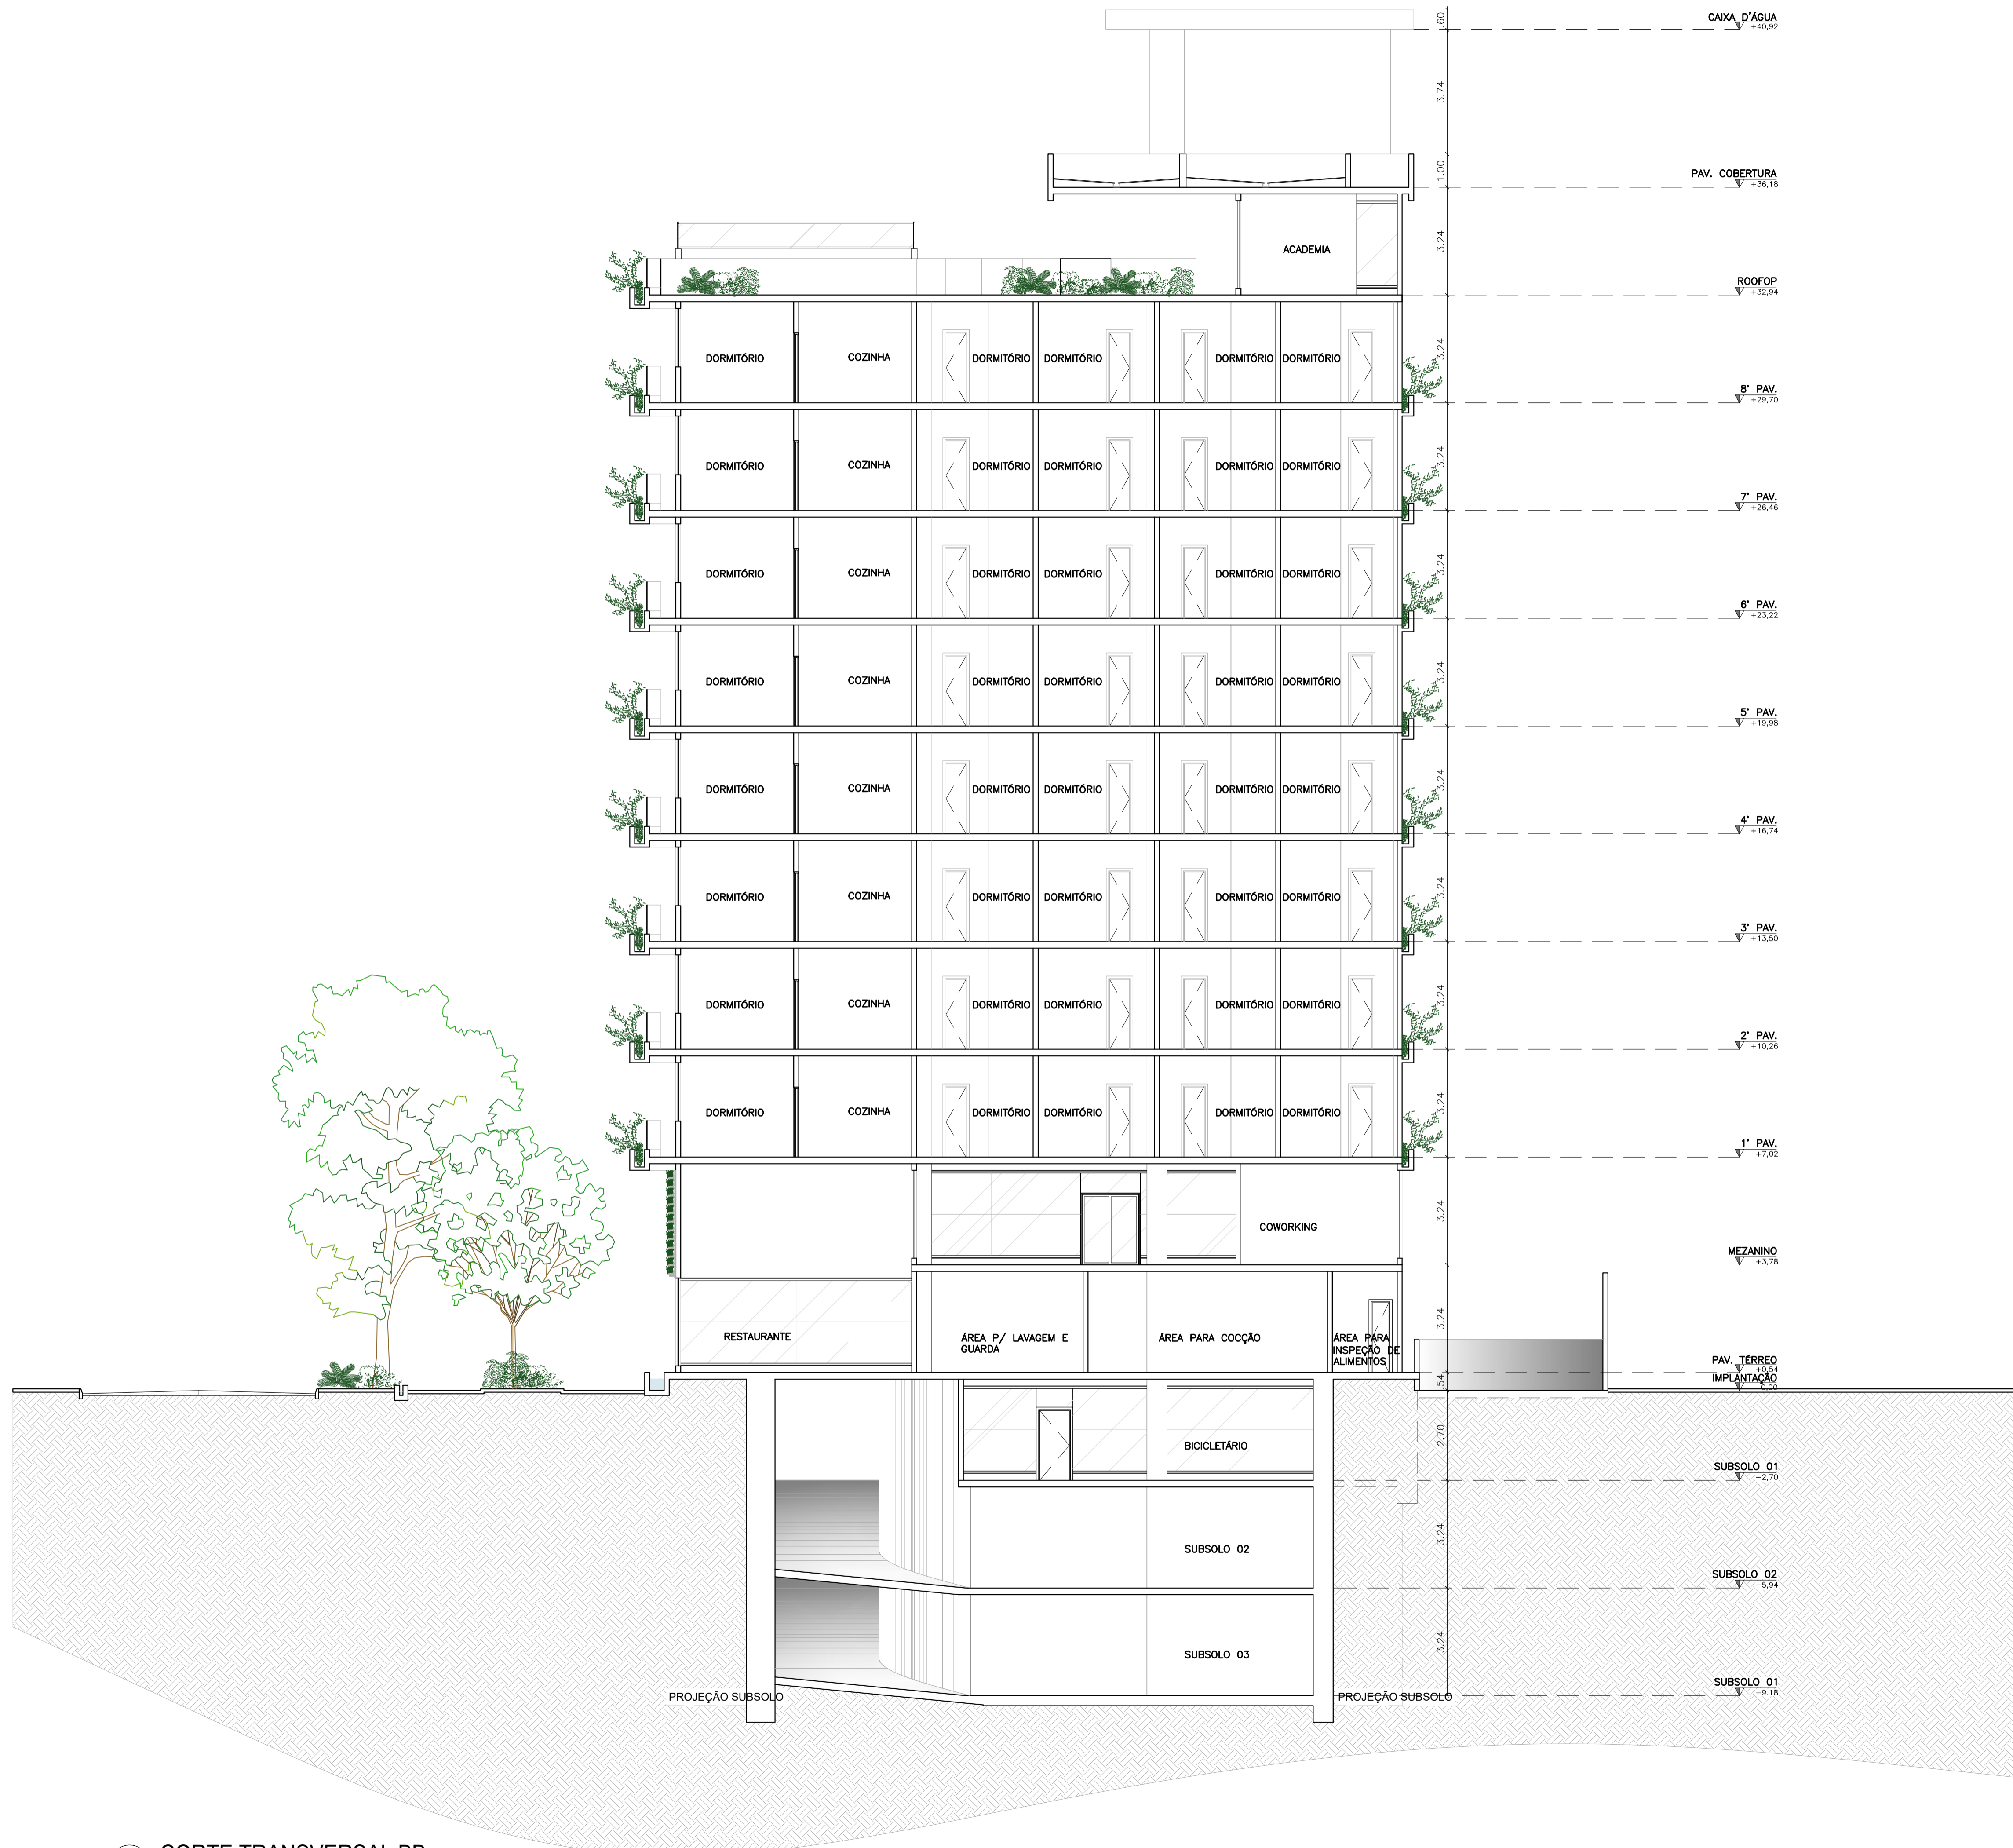 CAIXA D'ÁGUA
+40,92
.60
3.74
1.00
PAV. COBERTURA
+36,18
3.24
ACADEMIA
ROOFOP
+32,94
3.24
DORMITÓRIO COZINHA DORMITÓRIO DORMITÓRIO DORMITÓRIO DORMITÓRIO
8° PAV.
+29,70
3.24
DORMITÓRIO COZINHA DORMITÓRIO DORMITÓRIO DORMITÓRIO DORMITÓRIO
7° PAV.
+26,46
3.24
DORMITÓRIO COZINHA DORMITÓRIO DORMITÓRIO DORMITÓRIO DORMITÓRIO
6° PAV.
+23,22
3.24
DORMITÓRIO COZINHA DORMITÓRIO DORMITÓRIO DORMITÓRIO DORMITÓRIO
5° PAV.
+19,98
3.24
DORMITÓRIO COZINHA DORMITÓRIO DORMITÓRIO DORMITÓRIO DORMITÓRIO
4° PAV.
+16,74
3.24
DORMITÓRIO COZINHA DORMITÓRIO DORMITÓRIO DORMITÓRIO DORMITÓRIO
3° PAV.
+13,50
3.24
DORMITÓRIO COZINHA DORMITÓRIO DORMITÓRIO DORMITÓRIO DORMITÓRIO
2° PAV.
+10,26
3.24
DORMITÓRIO COZINHA DORMITÓRIO DORMITÓRIO DORMITÓRIO DORMITÓRIO
1° PAV.
+7,02
3.24
COWORKING
MEZANINO
+3,78
3.24
RESTAURANTE
ÁREA P/ LAVAGEM E
GUARDA
ÁREA PARA COCÇÃO
ÁREA PARA
INSPEÇÃO DE
ALIMENTOS
PAV. TÉRREO
+0,54
.54
IMPLANTAÇÃO
0,00
2.70
BICICLETÁRIO
SUBSOLO 01
-2,70
3.24
SUBSOLO 02
SUBSOLO 02
-5,94
3.24
SUBSOLO 03
SUBSOLO 01
-9.18
PROJEÇÃO SUBSOLO PROJEÇÃO SUBSOLO
CORTE TRANSVERSAL